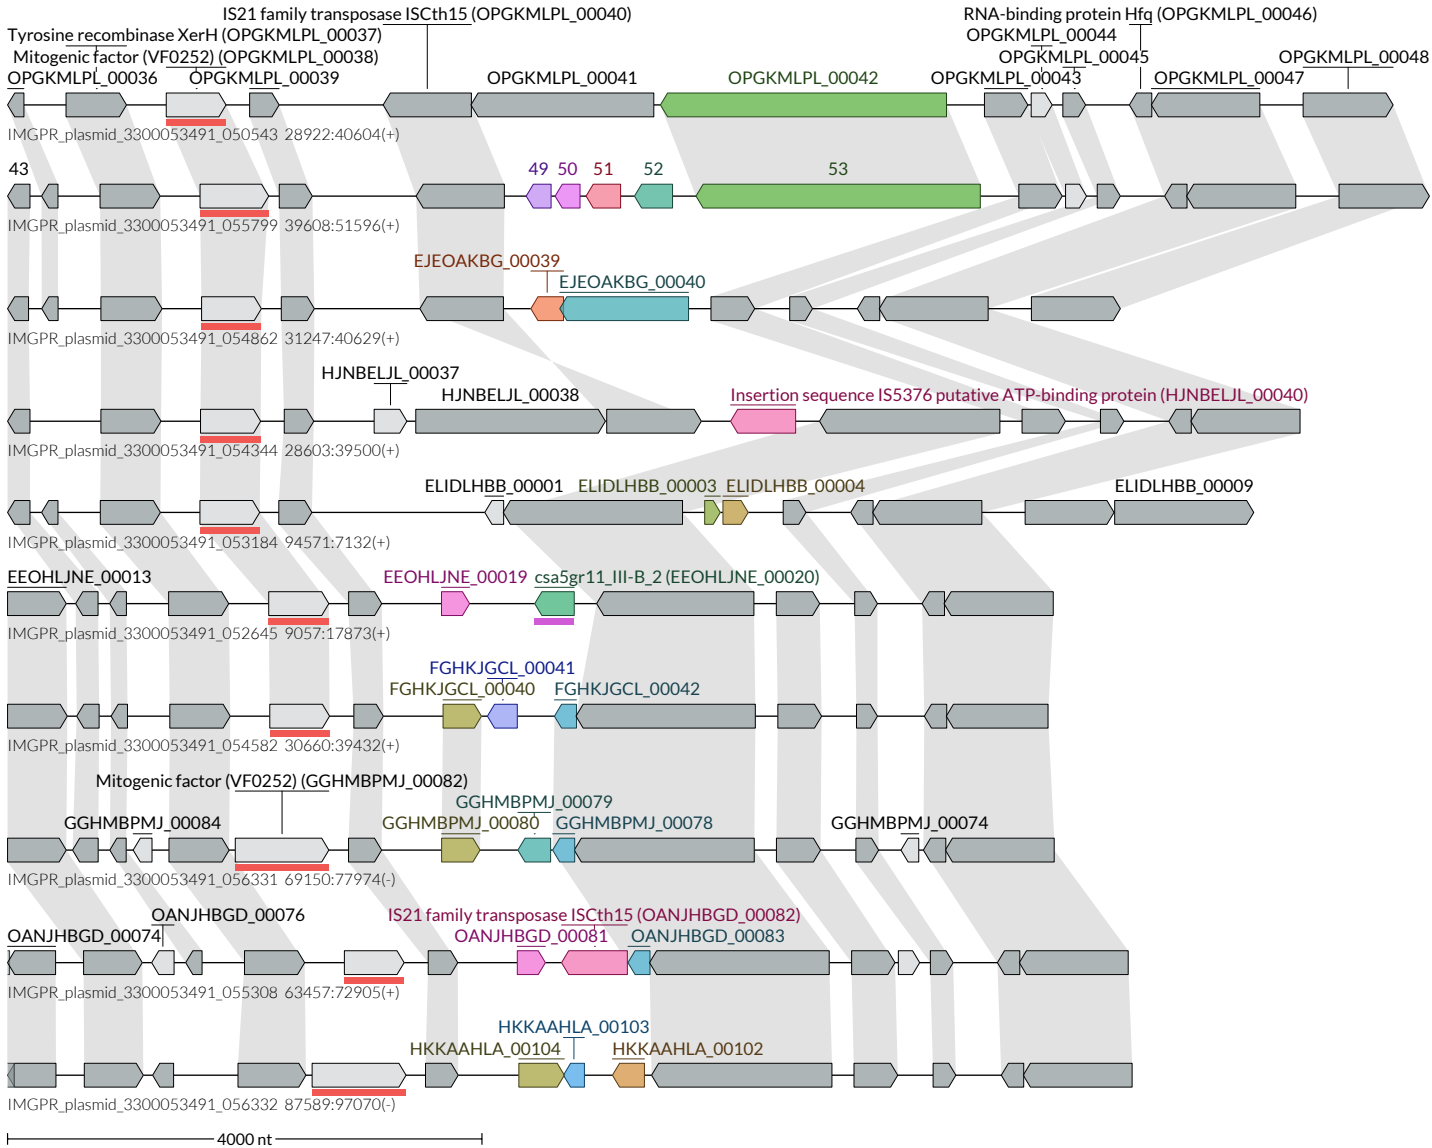 IS21 family transposase ISCth15 (OPGKMLPL_00040)
RNA-binding protein Hfq (OPGKMLPL_00046)
Tyrosine recombinase XerH (OPGKMLPL_00037)
OPGKMLPL_00044
Mitogenic factor (VF0252) (OPGKMLPL_00038)
OPGKMLPL_00045
OPGKMLPL_00048
OPGKMLPL_00036
OPGKMLPL_00039
OPGKMLPL_00041
OPGKMLPL_00042
OPGKMLPL_00043
OPGKMLPL_00047
IMGPR_plasmid_3300053491_050543 28922:40604(+)
43
49
50
51
52
53
IMGPR_plasmid_3300053491_055799 39608:51596(+)
EJEOAKBG_00039
EJEOAKBG_00040
IMGPR_plasmid_3300053491_054862 31247:40629(+)
HJNBELJL_00037
HJNBELJL_00038
Insertion sequence IS5376 putative ATP-binding protein (HJNBELJL_00040)
IMGPR_plasmid_3300053491_054344 28603:39500(+)
ELIDLHBB_00001
ELIDLHBB_00003
ELIDLHBB_00004
ELIDLHBB_00009
IMGPR_plasmid_3300053491_053184 94571:7132(+)
EEOHLJNE_00013
EEOHLJNE_00019
csa5gr11_III-B_2 (EEOHLJNE_00020)
IMGPR_plasmid_3300053491_052645 9057:17873(+)
FGHKJGCL_00041
FGHKJGCL_00040
FGHKJGCL_00042
IMGPR_plasmid_3300053491_054582 30660:39432(+)
Mitogenic factor (VF0252) (GGHMBPMJ_00082)
GGHMBPMJ_00079
GGHMBPMJ_00084
GGHMBPMJ_00080
GGHMBPMJ_00078
GGHMBPMJ_00074
IMGPR_plasmid_3300053491_056331 69150:77974(-)
OANJHBGD_00076
IS21 family transposase ISCth15 (OANJHBGD_00082)
OANJHBGD_00074
OANJHBGD_00081
OANJHBGD_00083
IMGPR_plasmid_3300053491_055308 63457:72905(+)
HKKAAHLA_00103
HKKAAHLA_00104
HKKAAHLA_00102
IMGPR_plasmid_3300053491_056332 87589:97070(-)
4000 nt